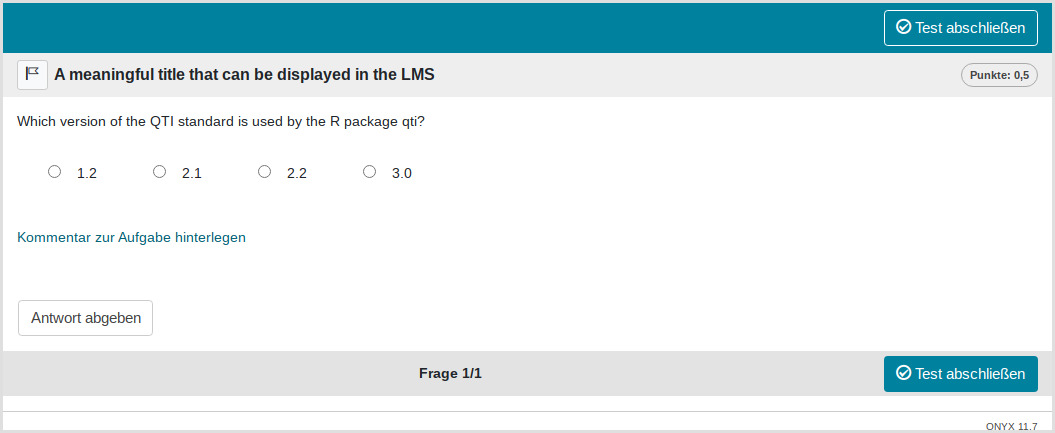 Test abschließen
A meaningful title that can be displayed in the LMS
Punkte: 0,5
Which version of the QTI standard is used by the R package qti?
1.2 2.1 2.2 3.0
Kommentar zur Aufgabe hinterlegen
Antwort abgeben
Frage 1/1
Test abschließen
ONYX 11.7